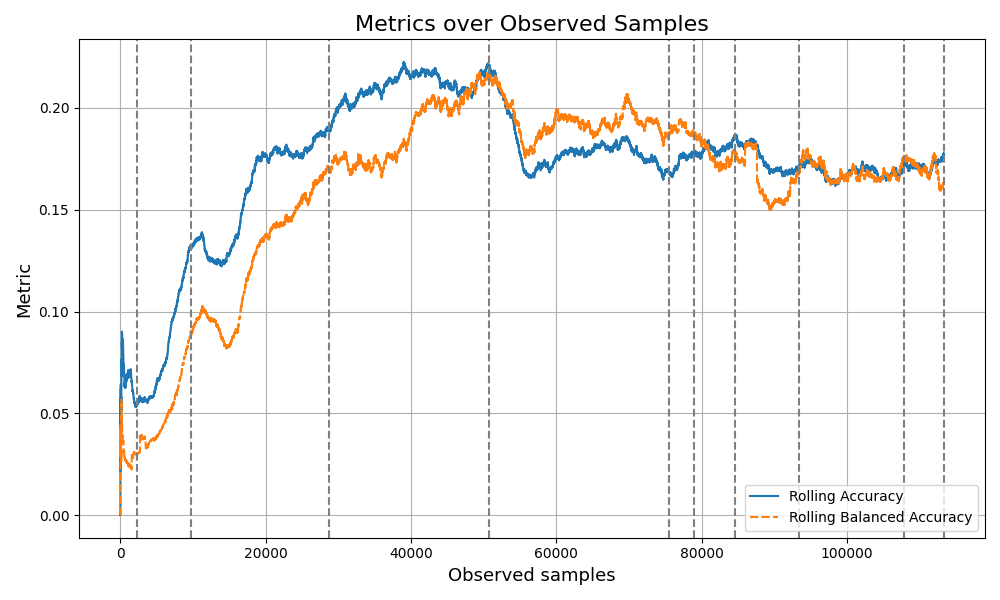 Metrics over Observed Samples
Metric
0.20
0.15
0.10
0.05
0.00
0
20000
40000
60000
80000
100000
Observed samples
Rolling Accuracy
Rolling Balanced Accuracy